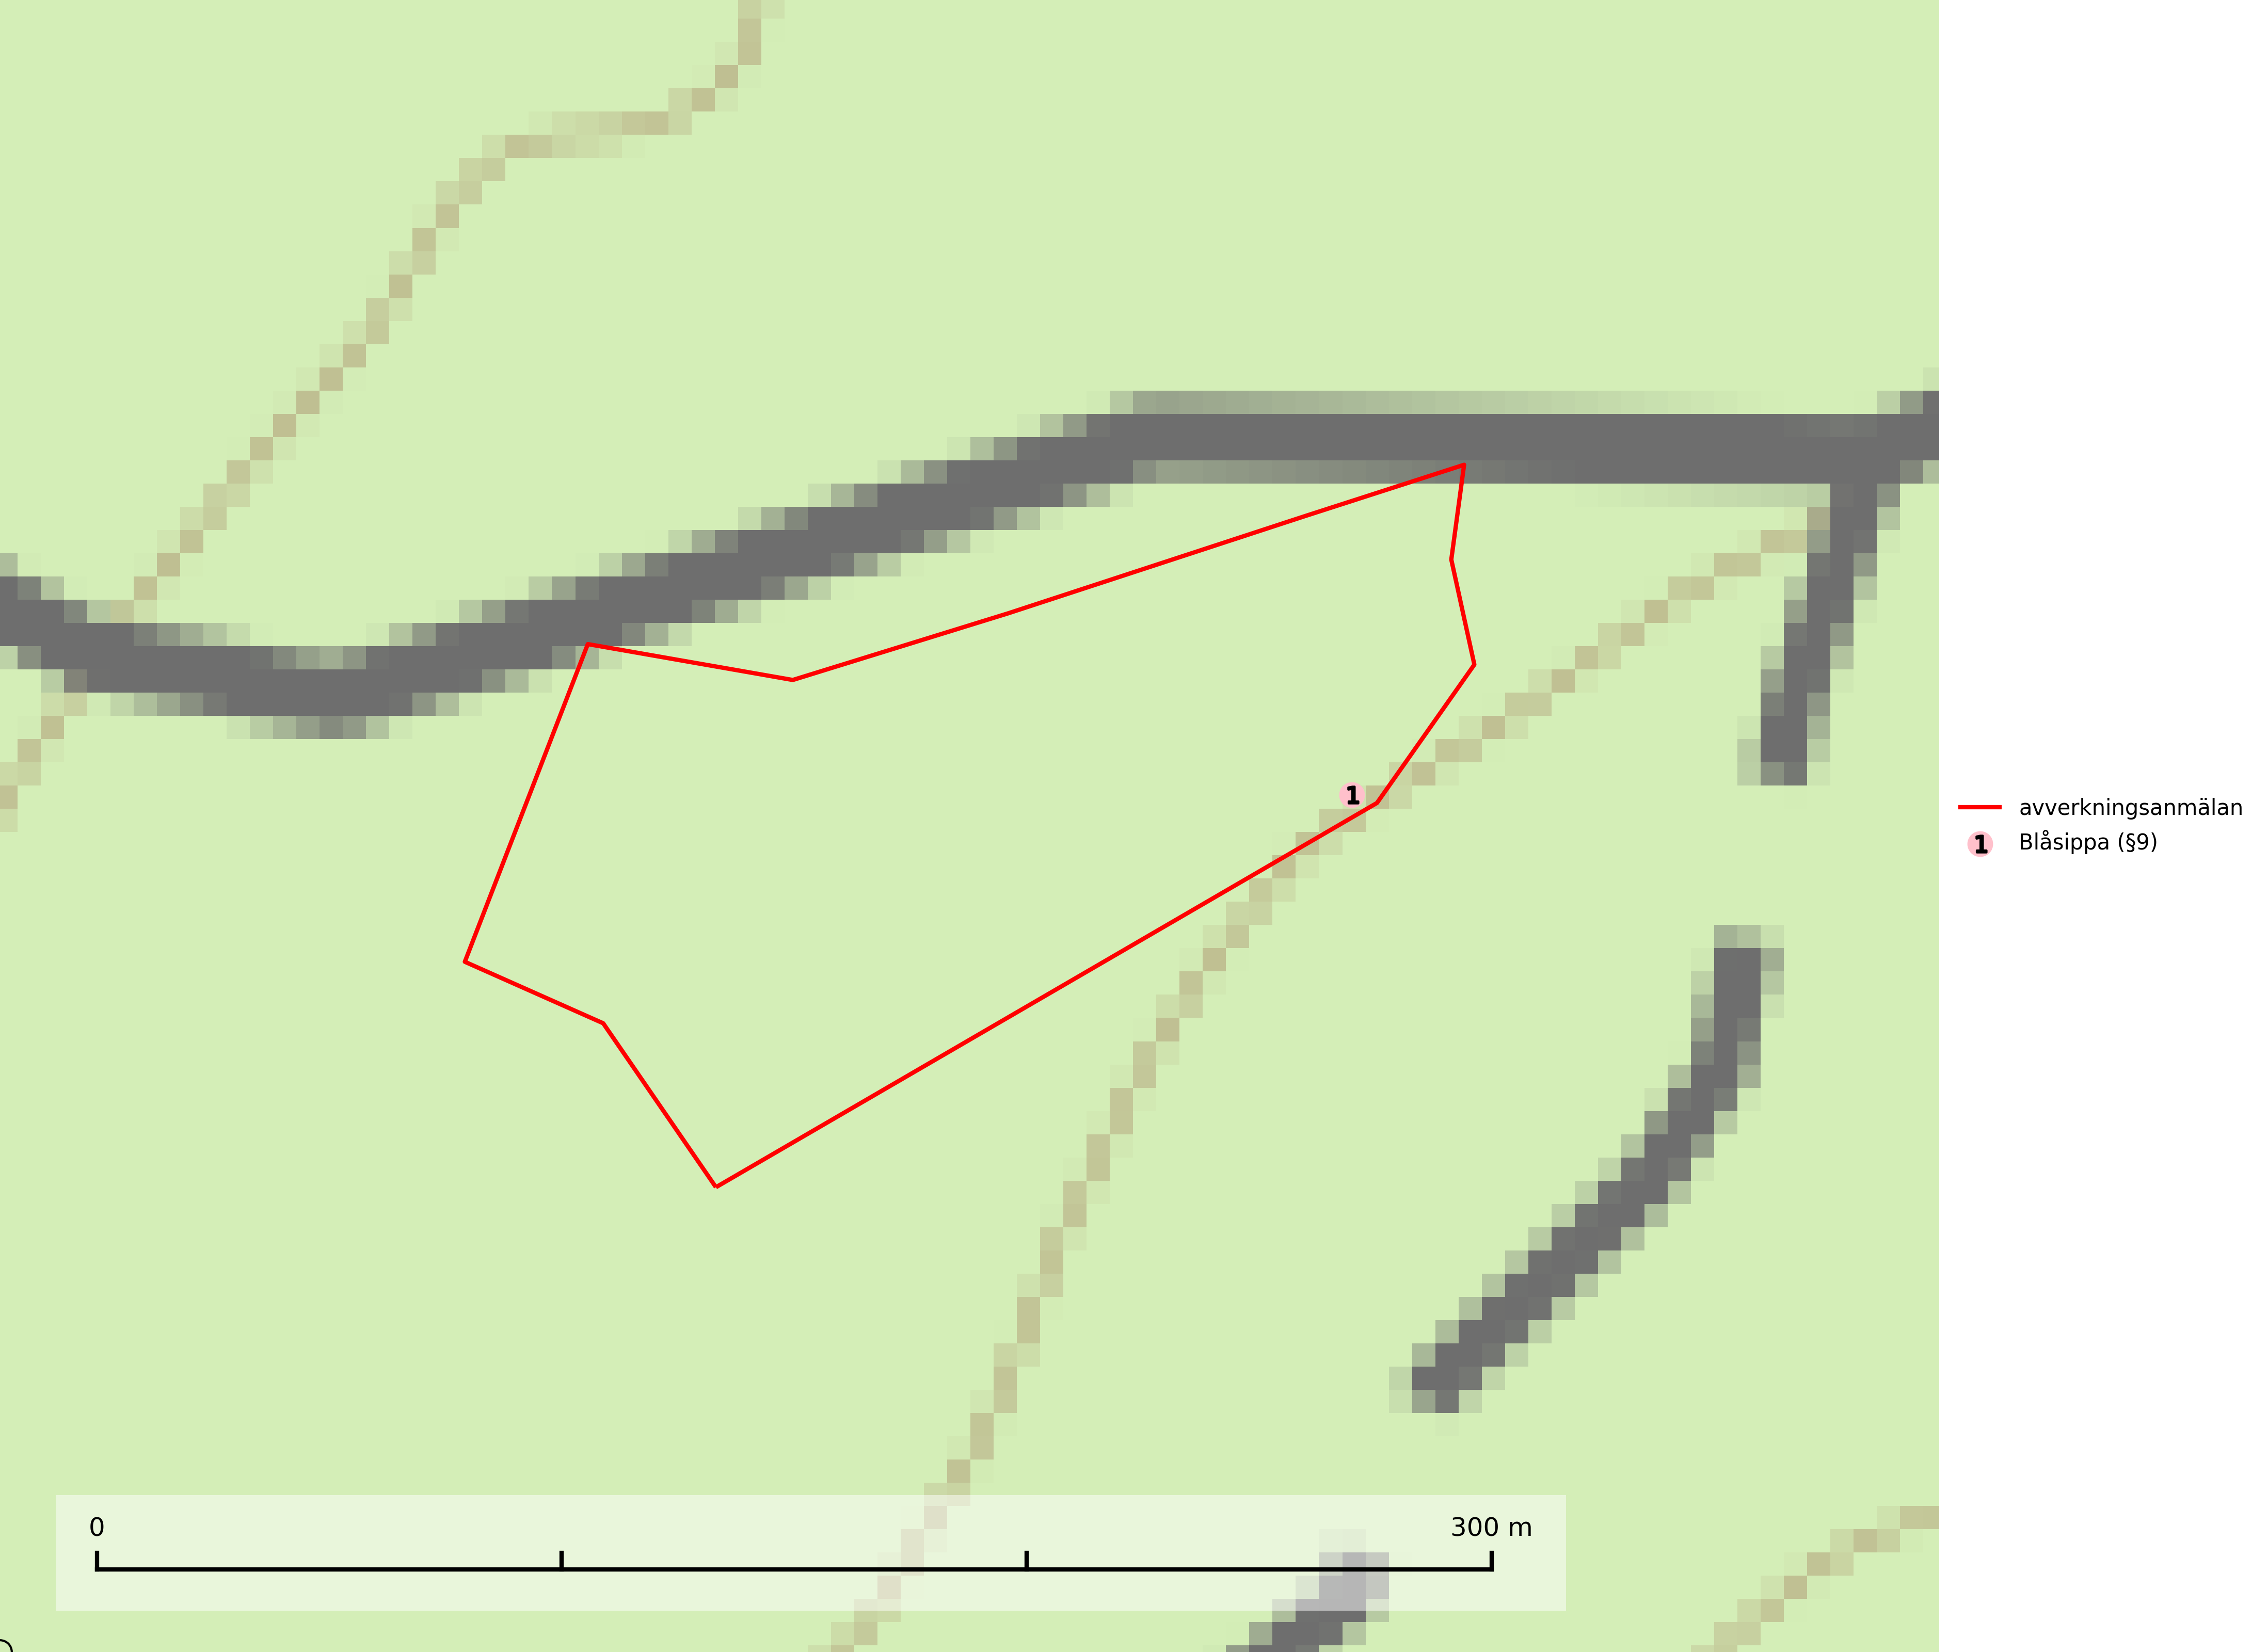 1
avverkningsanmälan
1 Blåsippa (§9)
0 300 m